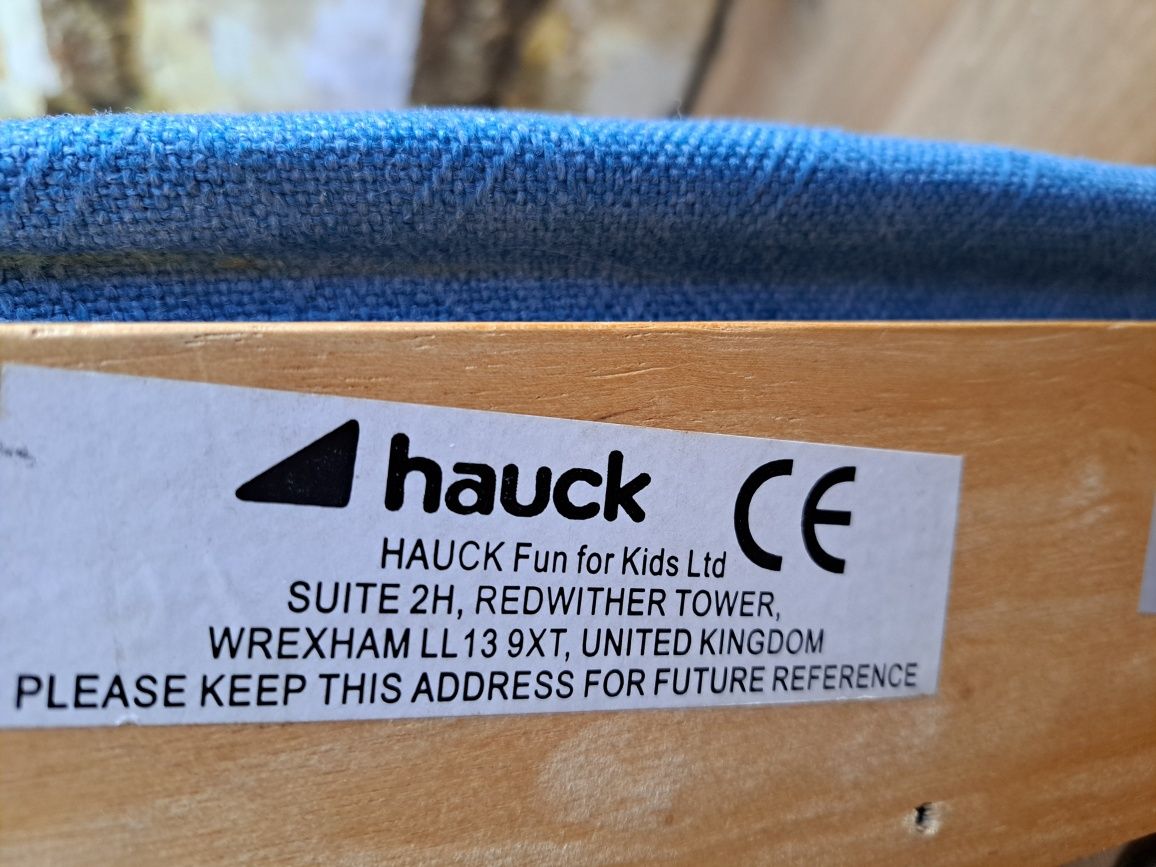 hauck CE
HAUCK Fun for Kids Ltd
SUITE 2H, REDWITHER TOWER,
WREXHAM LL13 9XT, UNITED KINGDOM
PLEASE KEEP THIS ADDRESS FOR FUTURE REFERENCE